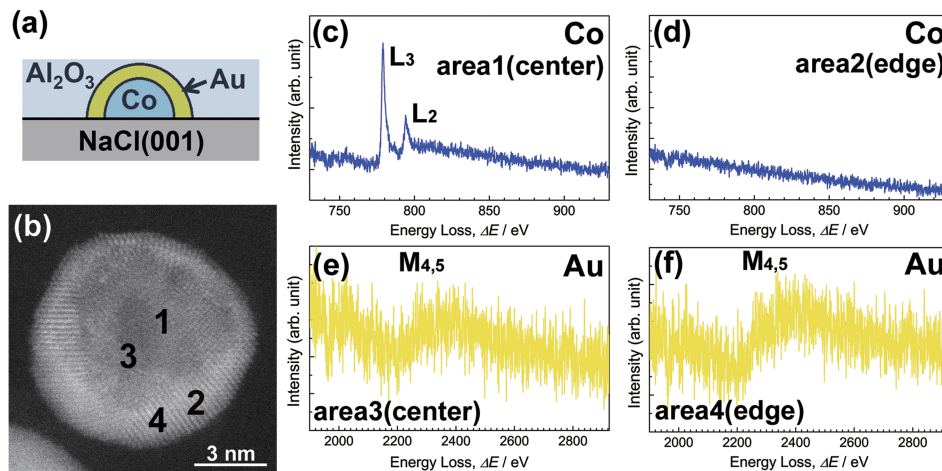 (a)
Al₂O₃
Au
Co
NaCl(001)
(b)
1
3
2
4
3 nm
(c)
Co
area1(center)
L₃
L₂
Intensity (arb. unit)
750 800 850 900
Energy Loss, ΔE / eV
(d)
Co
area2(edge)
Intensity (arb. unit)
750 800 850 900
Energy Loss, ΔE / eV
(e)
M₄,₅
Au
area3(center)
Intensity (arb. unit)
2000 2200 2400 2600 2800
Energy Loss, ΔE / eV
(f)
M₄,₅
Au
area4(edge)
Intensity (arb. unit)
2000 2200 2400 2600 2800
Energy Loss, ΔE / eV